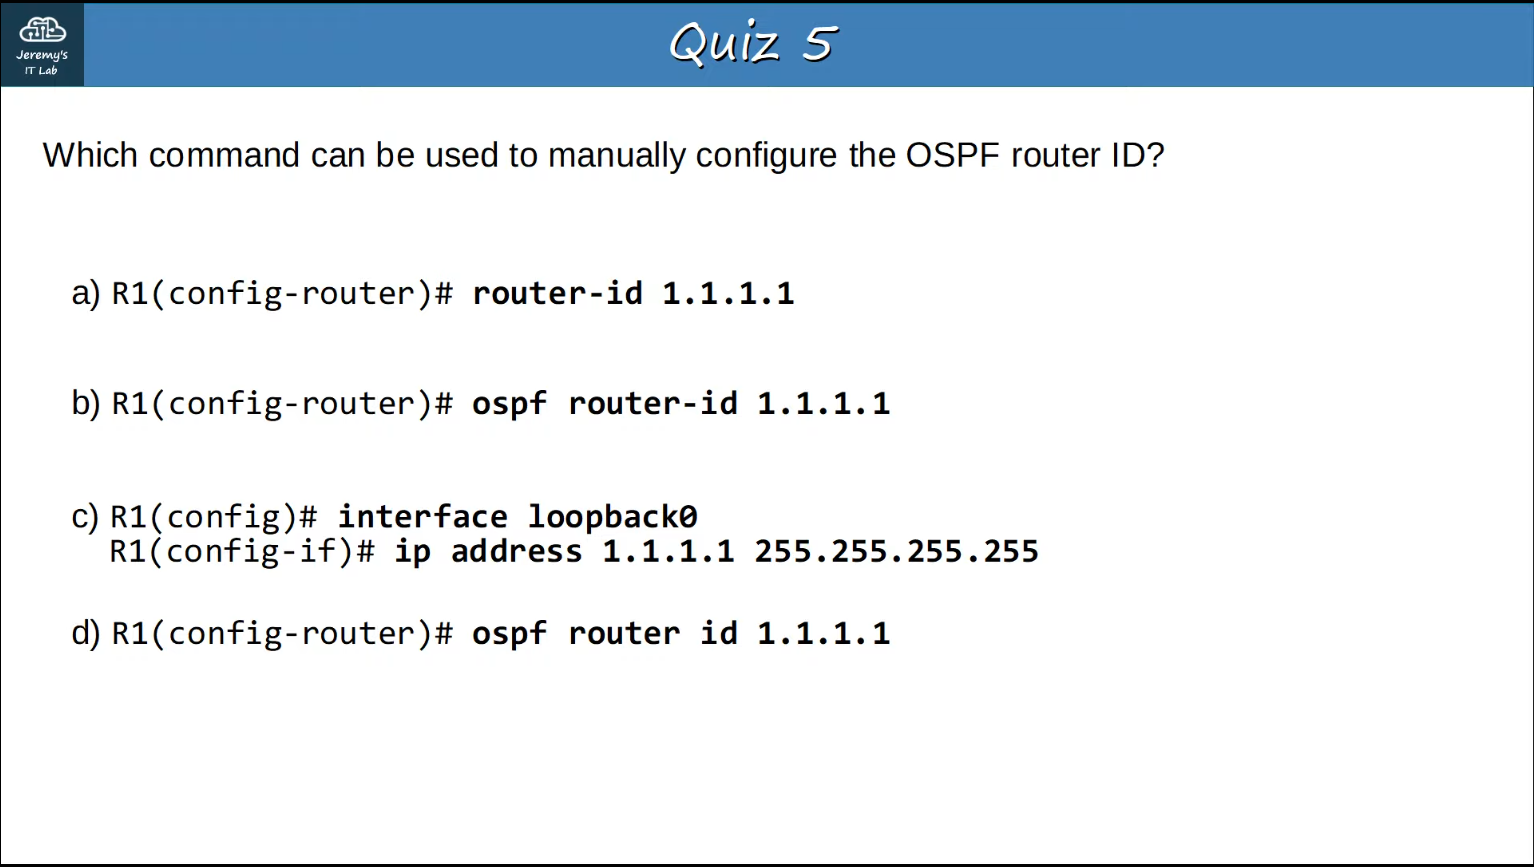 Jeremy's
IT Lab
Quiz 5
Which command can be used to manually configure the OSPF router ID?
a) R1(config-router)# router-id 1.1.1.1
b) R1(config-router)# ospf router-id 1.1.1.1
c) R1(config)# interface loopback0
R1(config-if)# ip address 1.1.1.1 255.255.255.255
d) R1(config-router)# ospf router id 1.1.1.1